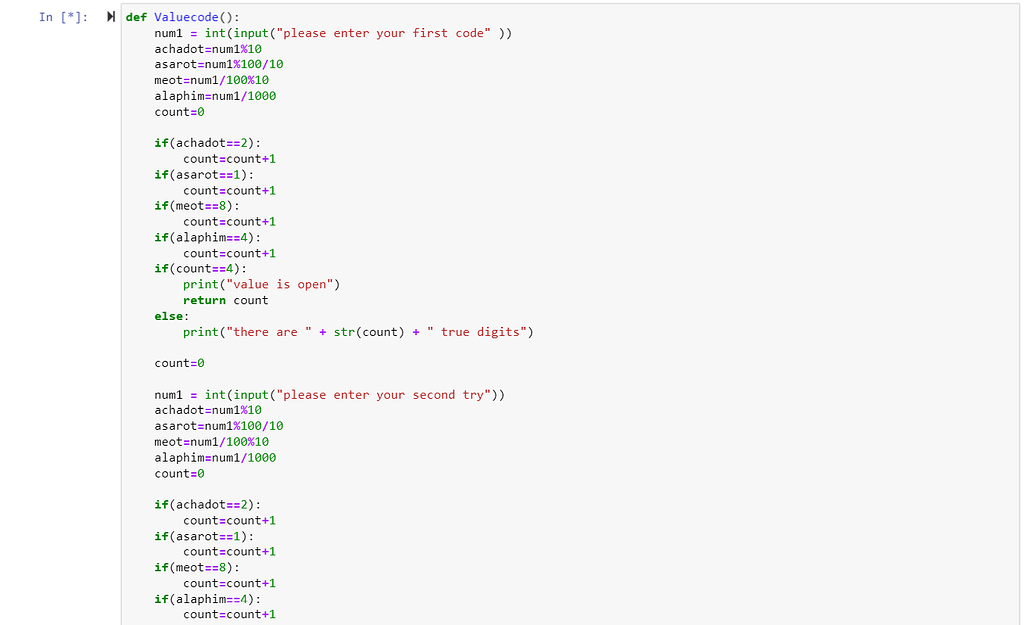 In [*]:
def Valuecode():
    num1 = int(input("please enter your first code" ))
    achadot=num1%10
    asarot=num1%100/10
    meot=num1/100%10
    alaphim=num1/1000
    count=0

    if(achadot==2):
        count=count+1
    if(asarot==1):
        count=count+1
    if(meot==8):
        count=count+1
    if(alaphim==4):
        count=count+1
    if(count==4):
        print("value is open")
        return count
    else:
        print("there are " + str(count) + " true digits")

    count=0

    num1 = int(input("please enter your second try"))
    achadot=num1%10
    asarot=num1%100/10
    meot=num1/100%10
    alaphim=num1/1000
    count=0

    if(achadot==2):
        count=count+1
    if(asarot==1):
        count=count+1
    if(meot==8):
        count=count+1
    if(alaphim==4):
        count=count+1